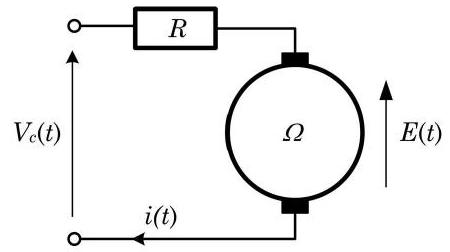 R
Vc(t)
Ω
E(t)
i(t)